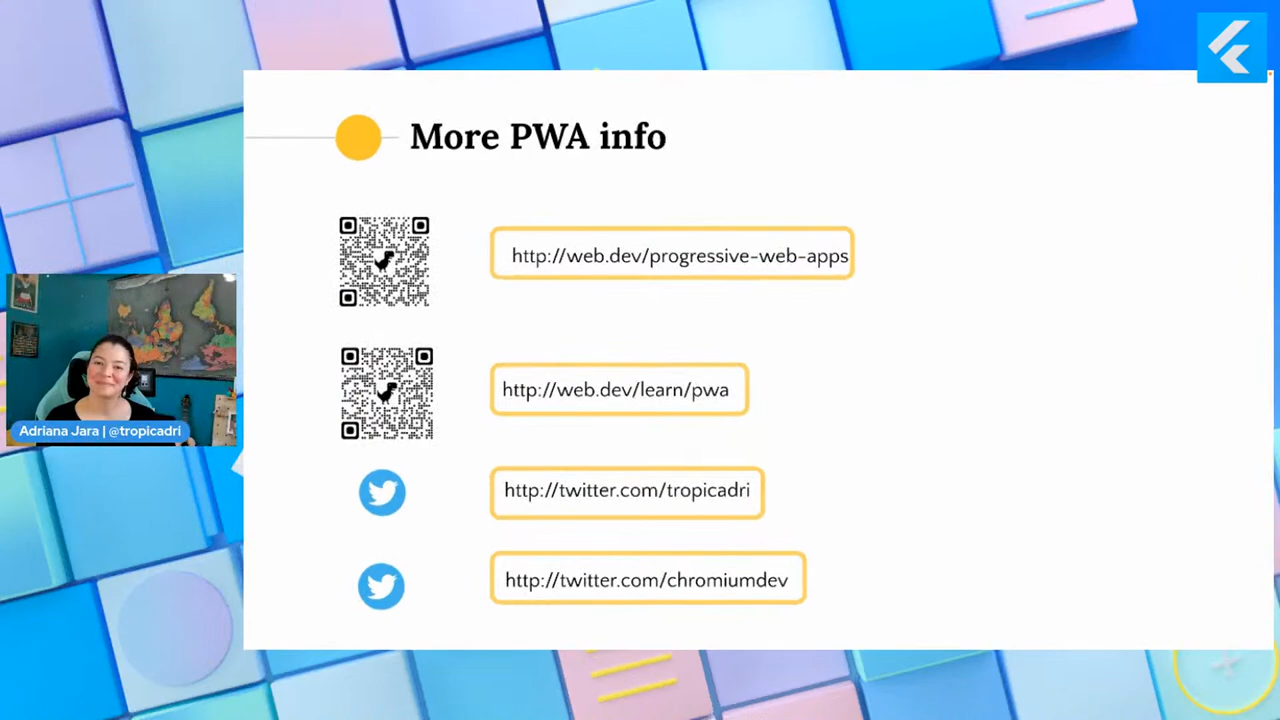 More PWA info
http://web.dev/progressive-web-apps
http://web.dev/learn/pwa
Adriana Jara | @tropicadri
http://twitter.com/tropicadri
http://twitter.com/chromiumdev